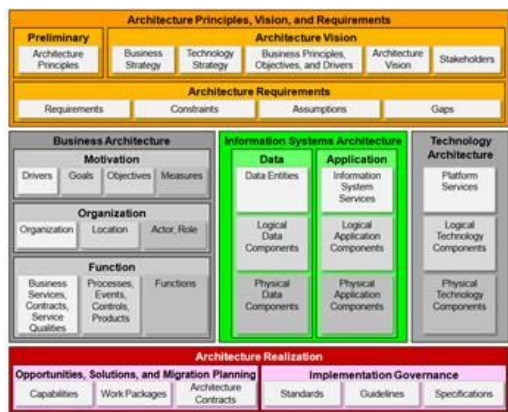 Architecture Principles, Vision, and Requirements
Preliminary
Architecture
Principles
Architecture Vision
Business
Strategy
Technology
Strategy
Business Principles,
Objectives, and Drivers
Architecture
Vision
Stakeholders
Architecture Requirements
Requirements
Constraints
Assumptions
Gaps
Business Architecture
Motivation
Drivers
Goals
Objectives
Measures
Organization
Organization
Location
Actor, Role
Function
Business
Services,
Contracts,
Service
Qualities
Processes,
Events,
Controls,
Products
Functions
Information Systems Architecture
Data
Data Entities
Logical
Data
Components
Physical
Data
Components
Application
Information
System
Services
Logical
Application
Components
Physical
Application
Components
Technology
Architecture
Platform
Services
Logical
Technology
Components
Physical
Technology
Components
Architecture Realization
Opportunities, Solutions, and Migration Planning
Capabilities
Work Packages
Architecture
Contracts
Implementation Governance
Standards
Guidelines
Specifications